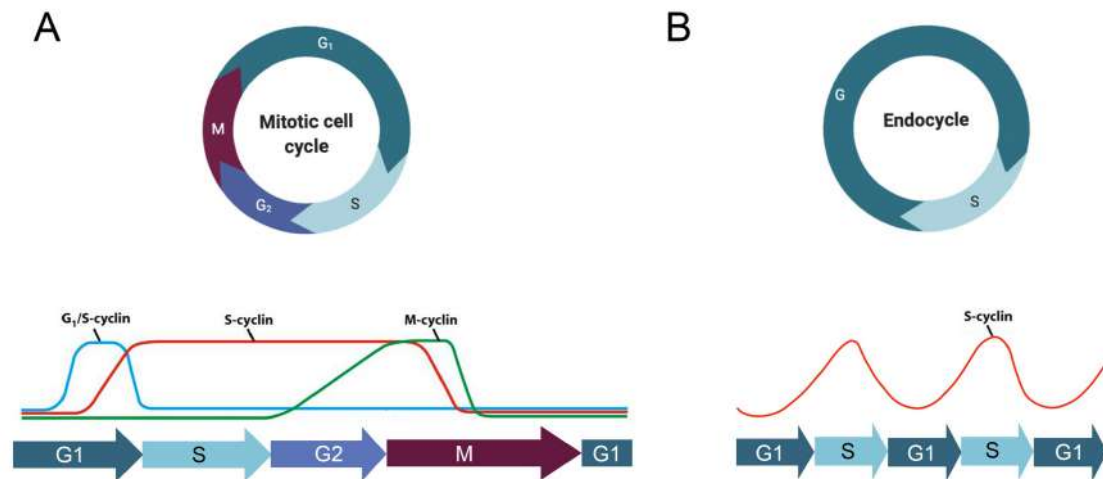 A
B
G₁
M
Mitotic cell
cycle
G₂
S
G
Endocycle
S
G₁/S-cyclin
S-cyclin
M-cyclin
S-cyclin
G1
S
G2
M
G1
G1
S
G1
S
G1